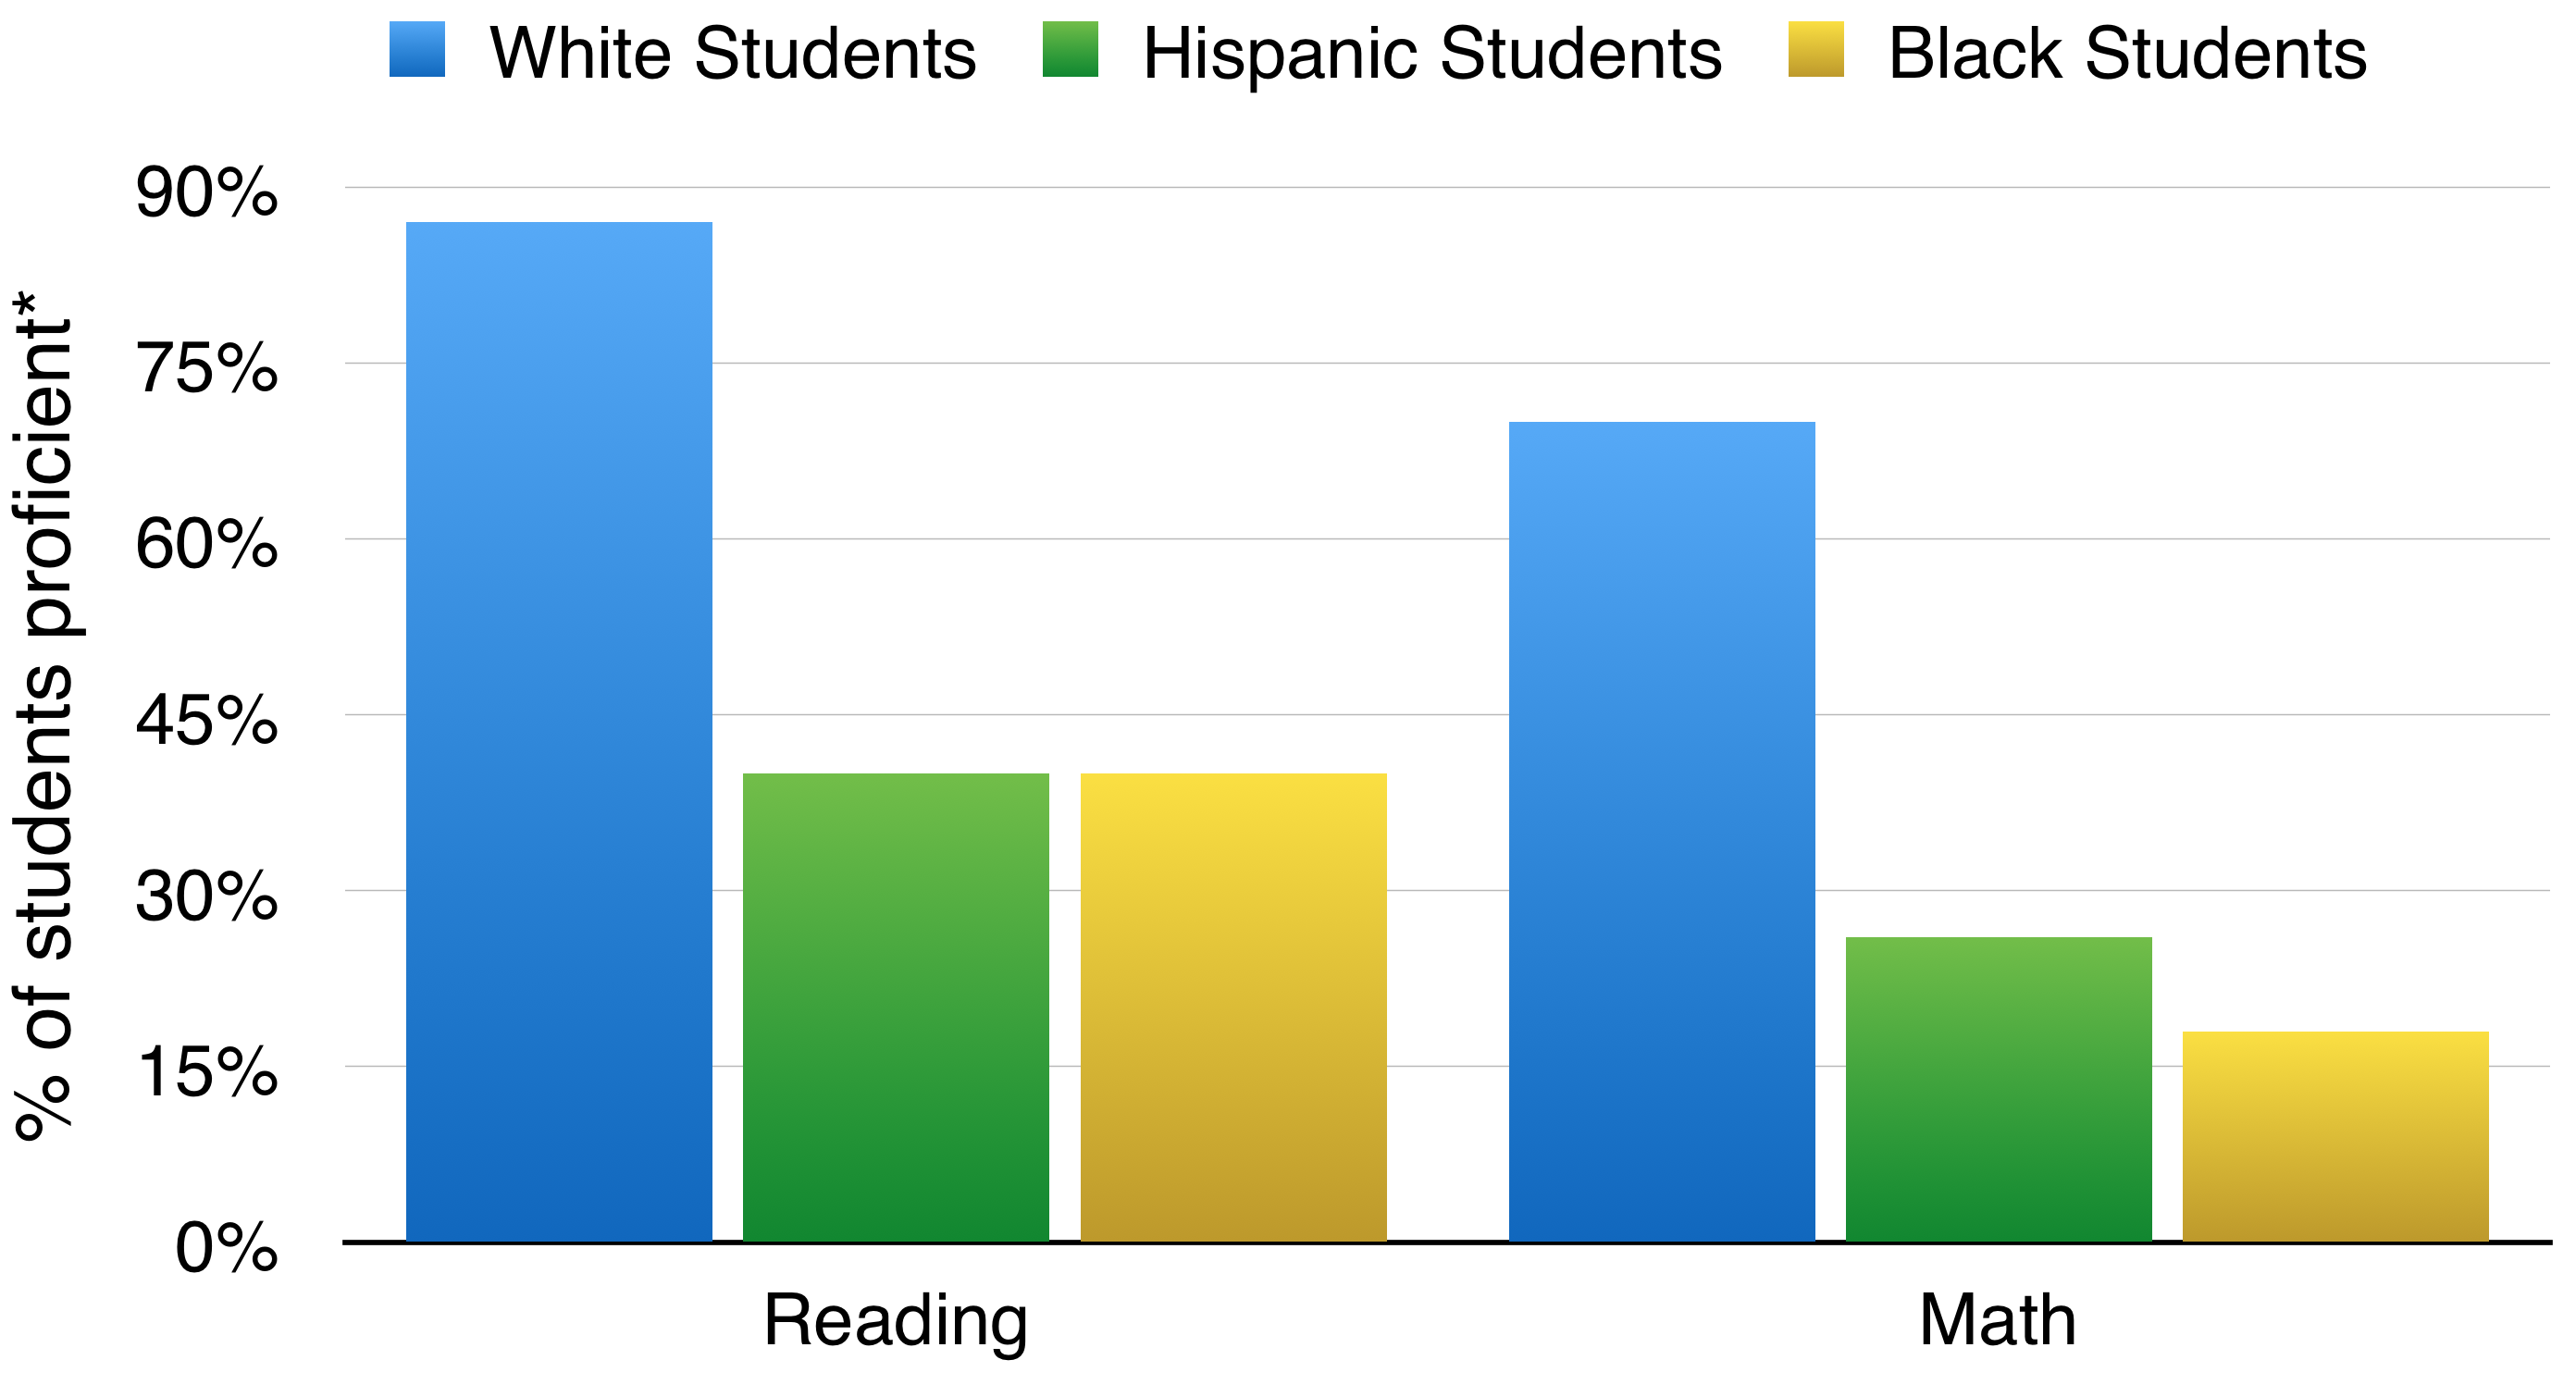 White Students Hispanic Students Black Students
% of students proficient*
90%
75%
60%
45%
30%
15%
0%
Reading Math